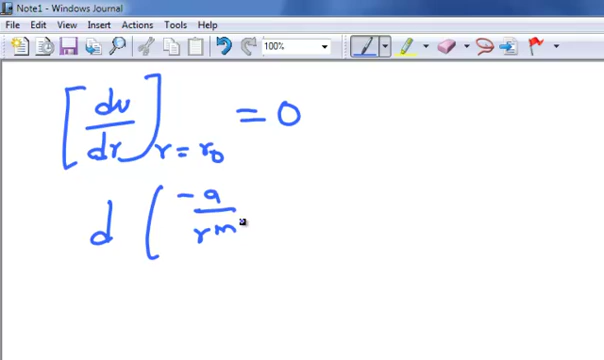 Note1 - Windows Journal
File Edit View Insert Actions Tools Help
100%
[du/dr]r=r0 = 0
d (-a/r^m